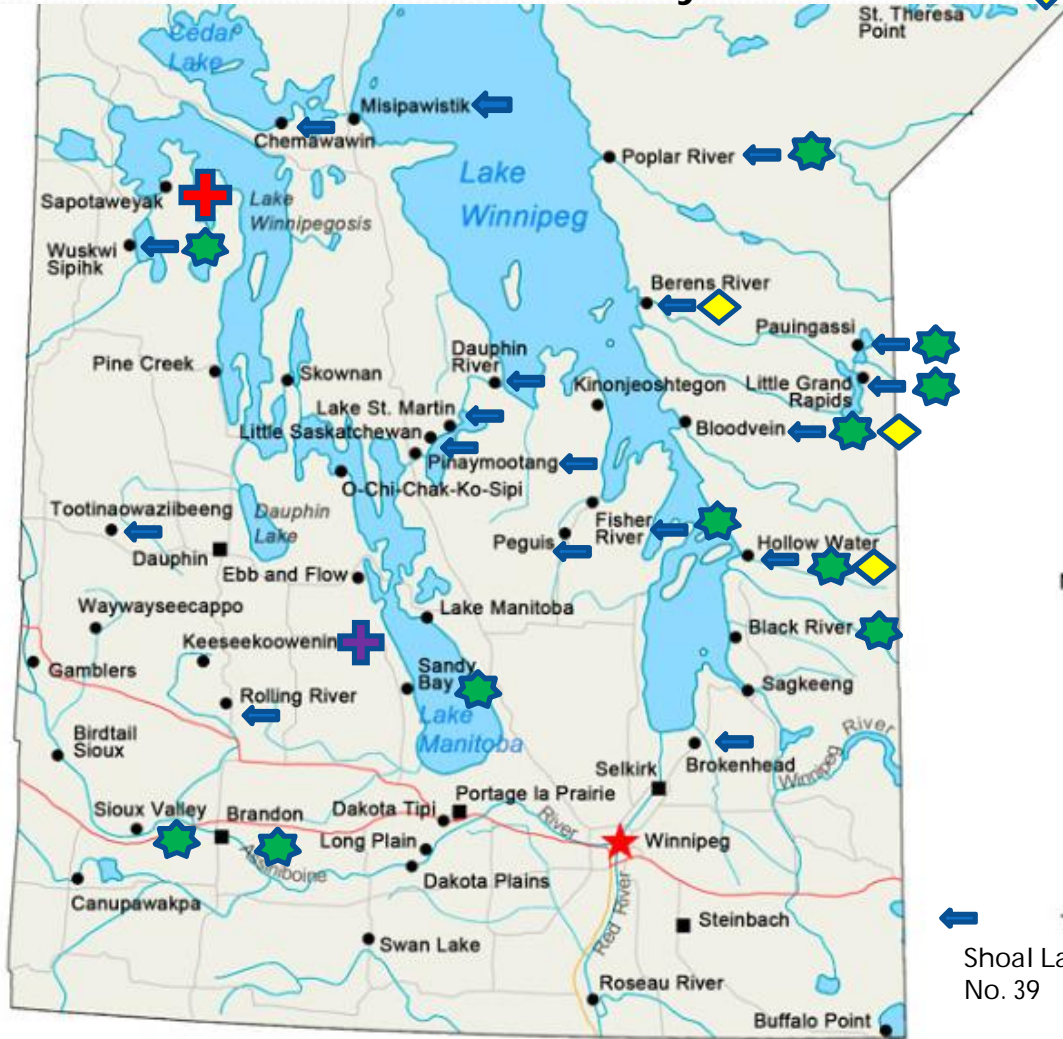 St. Theresa
Point
Cedar
Lake
Misipawistik
Chemawawin
Poplar River
Lake
Winnipeg
Sapotaweyak
Lake
Winnipegosis
Wuskwi
Sipihk
Berens River
Pauingassi
Pine Creek
Skownan
Dauphin
River
Kinonjeoshtegon
Little Grand
Rapids
Lake St. Martin
Little Saskatchewan
Bloodvein
Pinaymootang
O-Chi-Chak-Ko-Sipi
Tootinaowaziibeeng
Dauphin
Lake
Fisher
River
Peguis
Hollow Water
Dauphin
Ebb and Flow
Waywayseecappo
Lake Manitoba
Black River
Keeseekoowenin
Gamblers
Sandy
Bay
Sagkeeng
Rolling River
Lake
Manitoba
Birdtail
Sioux
Winnipeg River
Brokenhead
Selkirk
Portage la Prairie
Sioux Valley
Brandon
Dakota Tipi
River
Long Plain
Winnipeg
Assiniboine
Dakota Plains
Canupawakpa
Red River
Steinbach
Swan Lake
Shoal La
No. 39
Roseau River
Buffalo Point